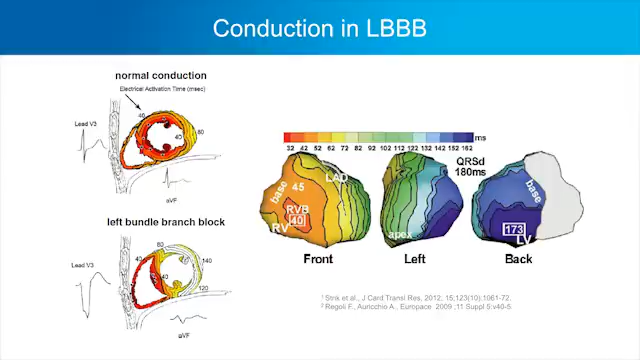 Conduction in LBBB
normal conduction
Electrical Activation Time (msec)
Lead V3
40
80
aVF
left bundle branch block
Lead V3
80
40
40
140
120
aVF
ms
32 42 52 62 72 82 92 102 112 122 132 142 152 162
QRSd
180ms
base
45
LAD
RVB
40
RV
apex
base
173
LV
Front
Left
Back
1 Strik et al., J Card Transl Res, 2012, 15;123(10).1061-72.
2 Regoli F., Auricchio A., Europace 2009 ;11 Suppl 5:v40-5.